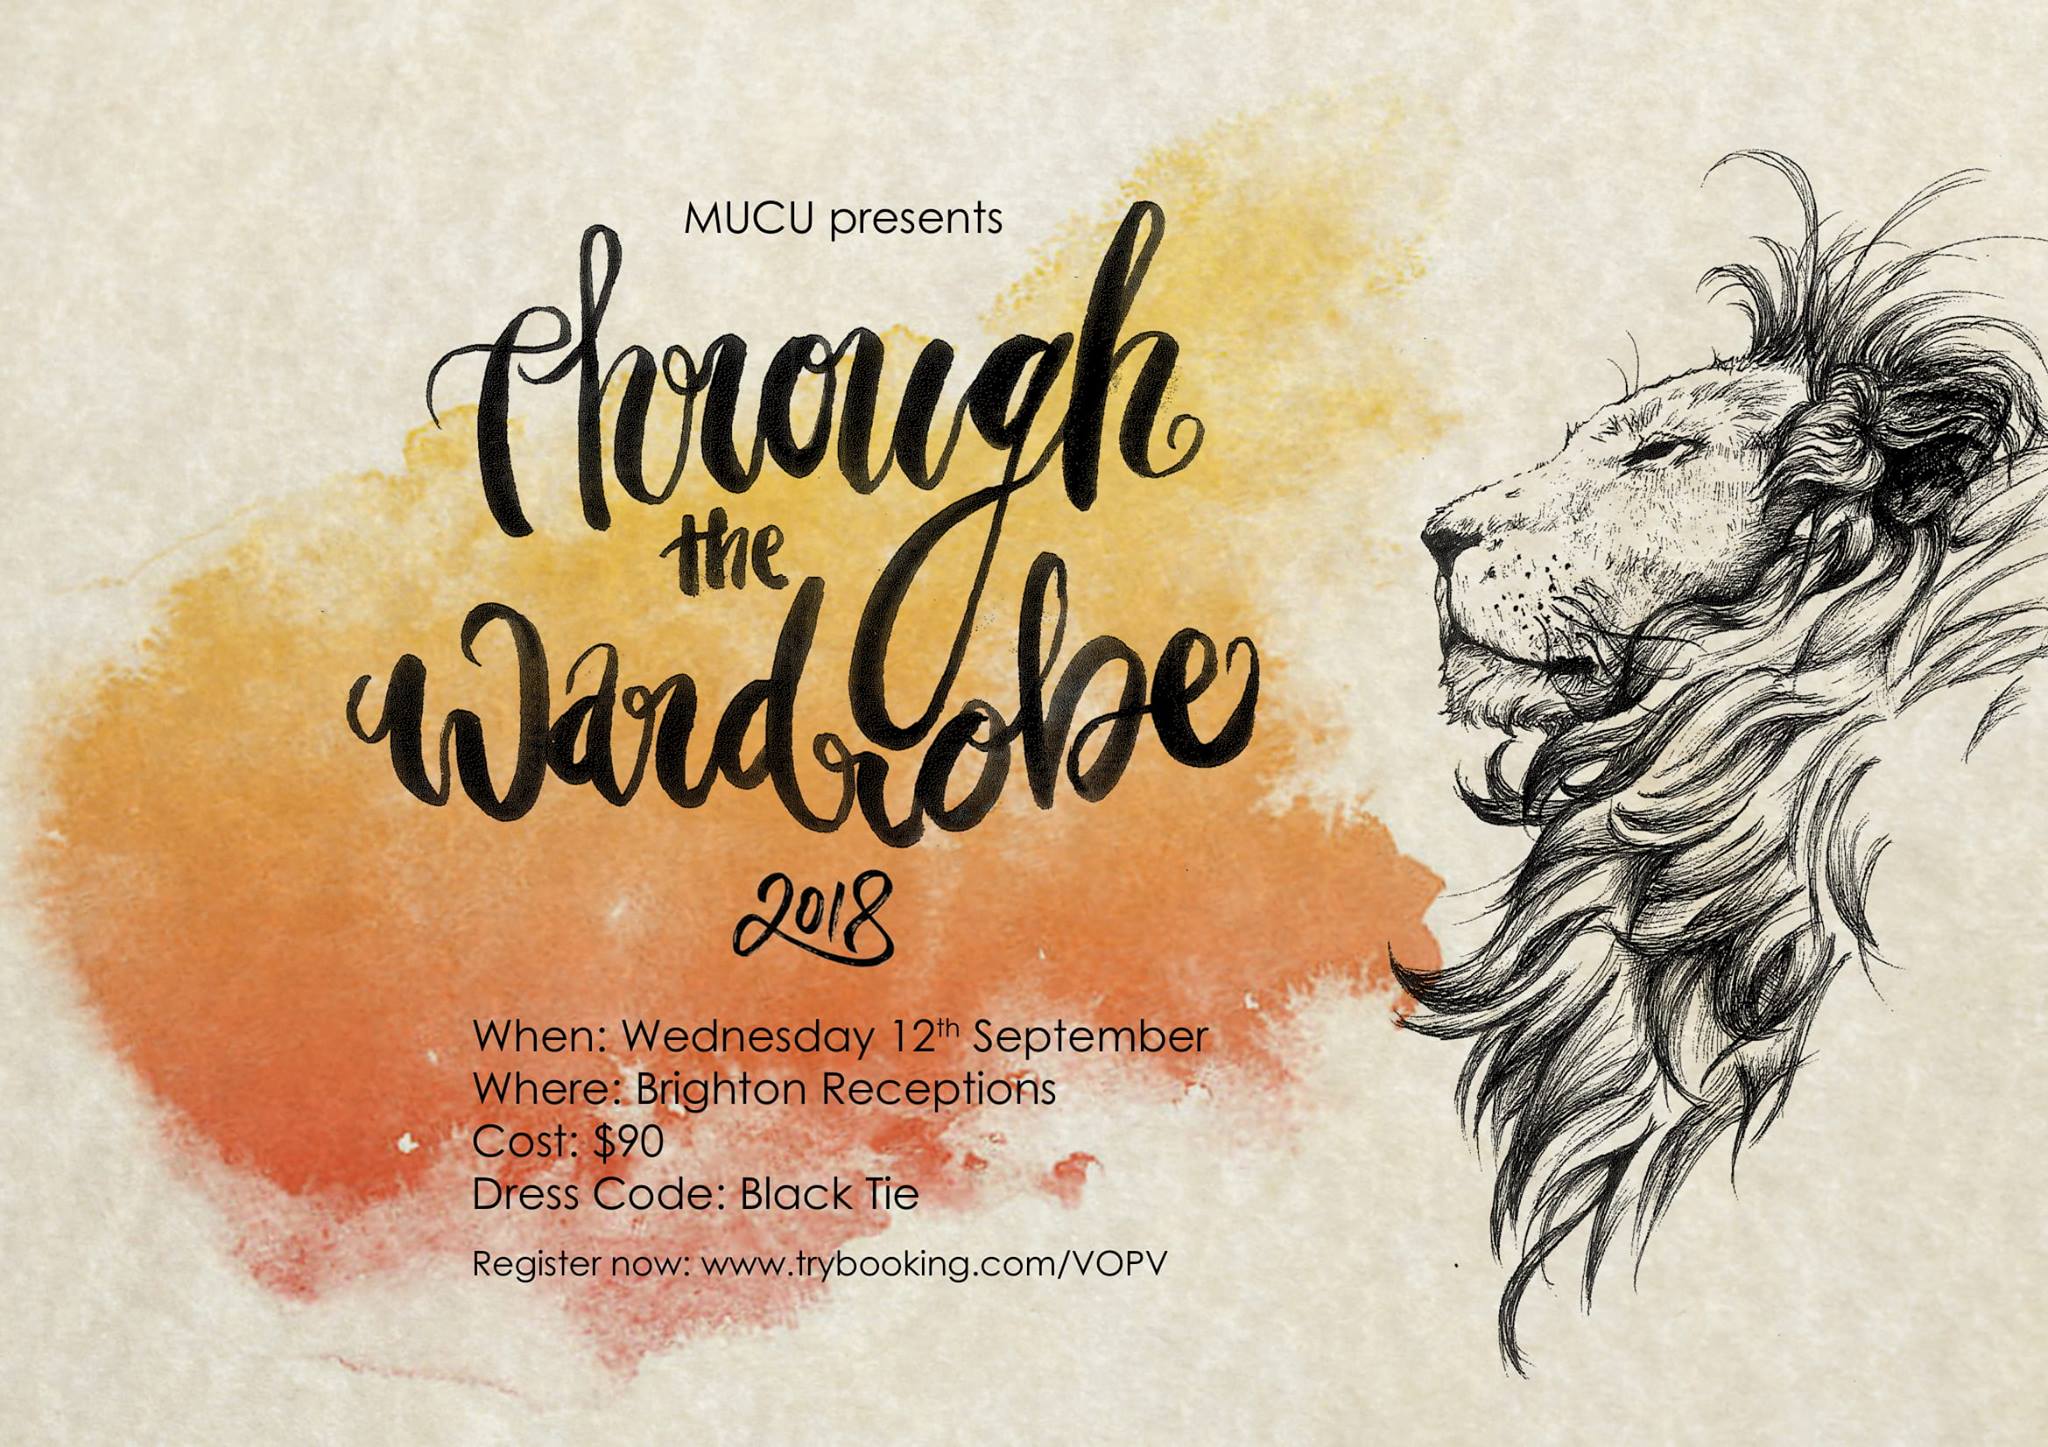 MUCU presents
Through
the
Wardrobe
2018
When: Wednesday 12th September
Where: Brighton Receptions
Cost: $90
Dress Code: Black Tie
Register now: www.trybooking.com/VOPV